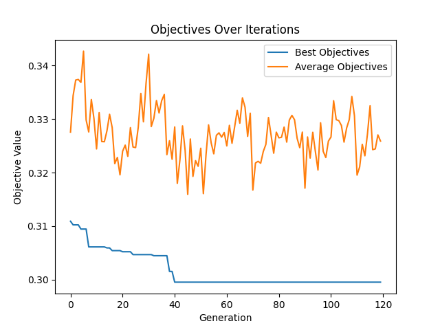 Objectives Over Iterations
Best Objectives
Average Objectives
0.34
0.33
0.32
0.31
0.30
Objective Value
0
20
40
60
80
100
120
Generation